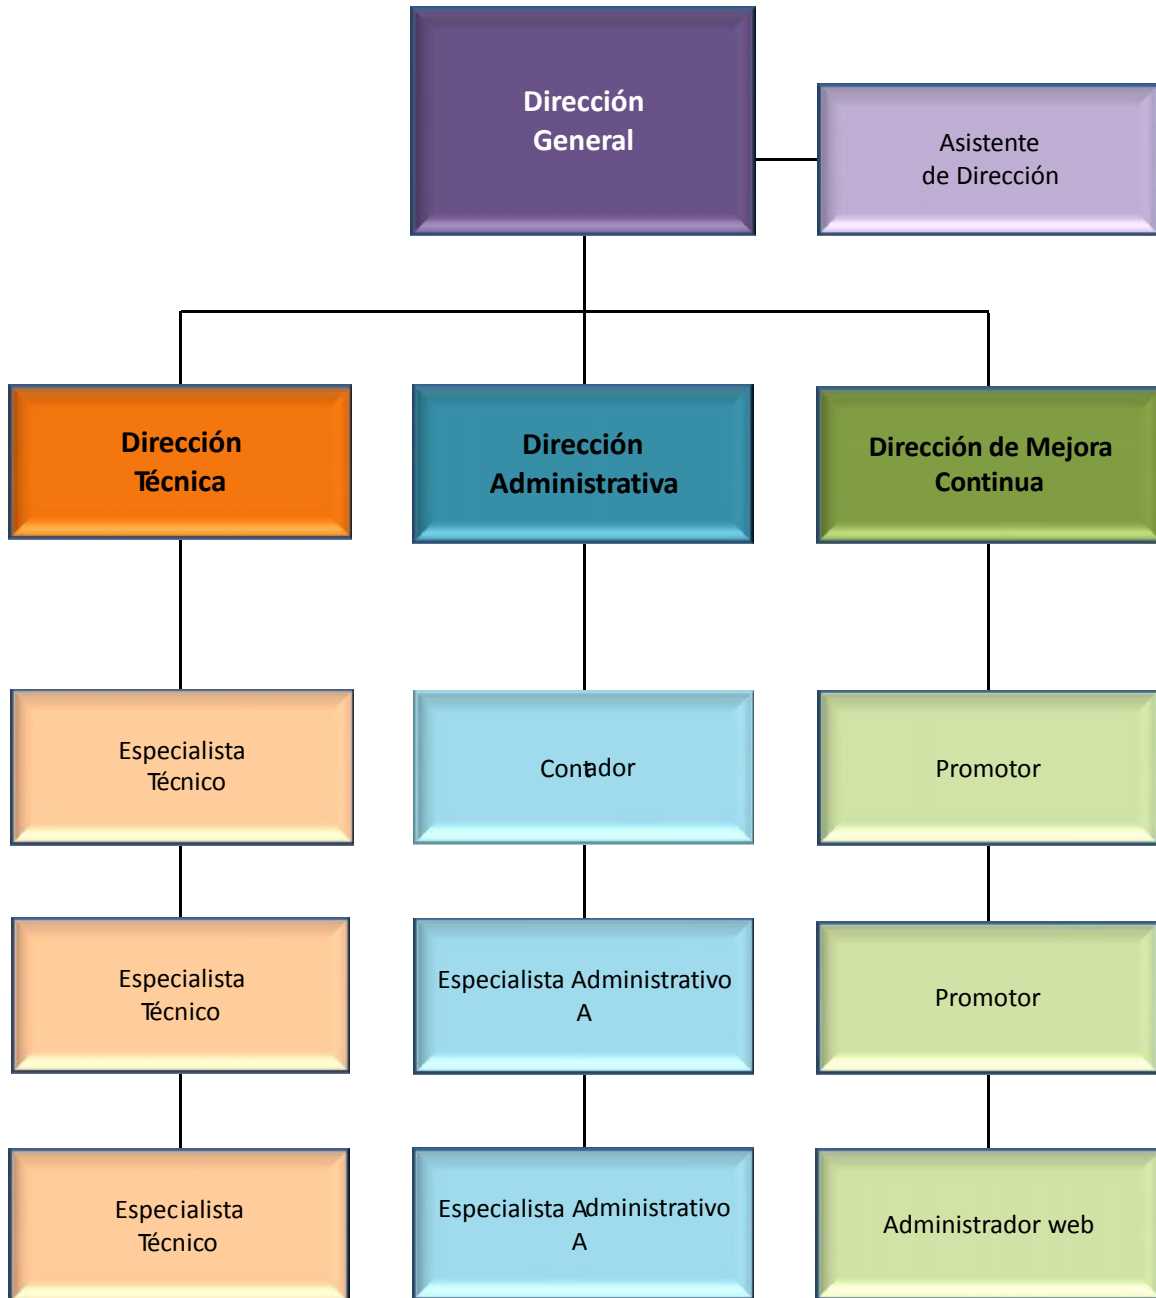 Dirección
General
Asistente
de Dirección
Dirección
Técnica
Dirección
Administrativa
Dirección de Mejora
Continua
Especialista
Técnico
Contador
Promotor
Especialista
Técnico
Especialista Administrativo
A
Promotor
Especialista
Técnico
Especialista Administrativo
A
Administrador web